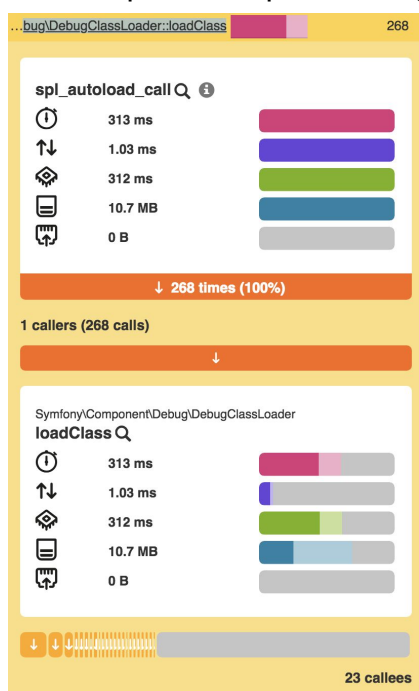 …bug\DebugClassLoader::loadClass 268
spl_autoload_call
313 ms
1.03 ms
312 ms
10.7 MB
0 B
↓ 268 times (100%)
1 callers (268 calls)
↓
Symfony\Component\Debug\DebugClassLoader
loadClass
313 ms
1.03 ms
312 ms
10.7 MB
0 B
23 callees